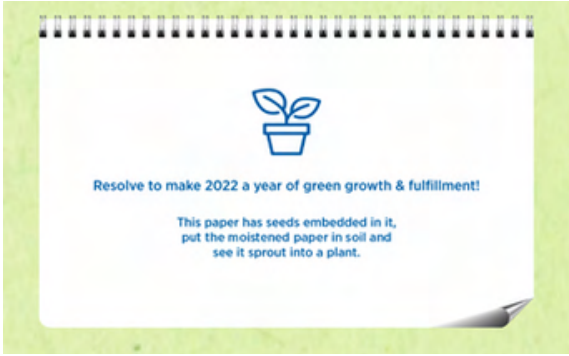 Resolve to make 2022 a year of green growth & fulfillment!
This paper has seeds embedded in it,
put the moistened paper in soil and
see it sprout into a plant.